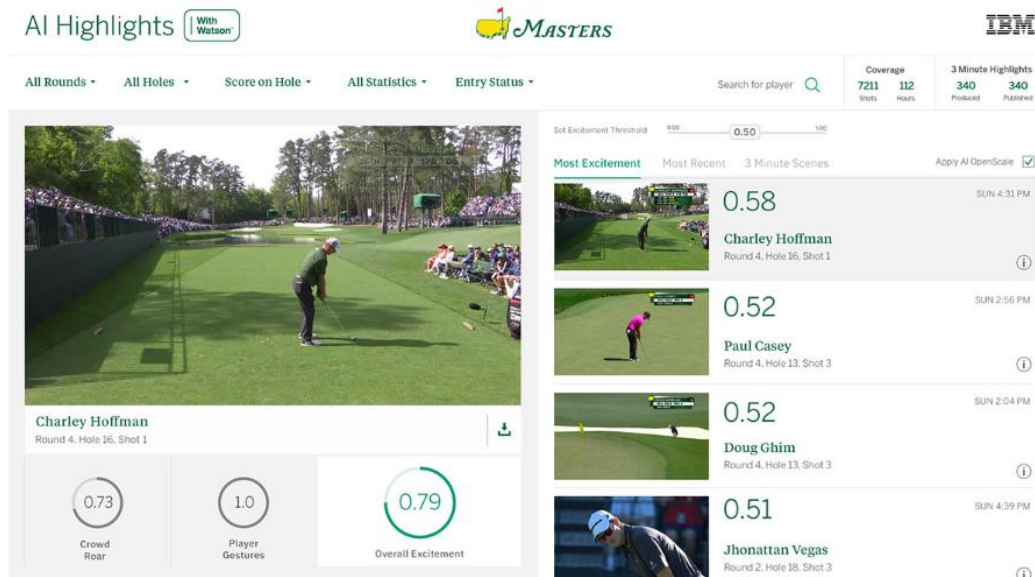 AI Highlights
With
Watson
MASTERS
IBM
All Rounds
All Holes
Score on Hole
All Statistics
Entry Status
Search for player
Coverage
7211
112
Shots
Hours
3 Minute Highlights
340
340
Produced
Published
Set Excitement Threshold
0.00
0.50
1.00
Most Excitement
Most Recent
3 Minute Scenes
Apply AI OpenScale
Charley Hoffman
Round 4, Hole 16, Shot 1
0.73
Crowd
Roar
1.0
Player
Gestures
0.79
Overall Excitement
0.58
SUN 4:31 PM
Charley Hoffman
Round 4, Hole 16, Shot 1
0.52
SUN 2:56 PM
Paul Casey
Round 4, Hole 13, Shot 3
0.52
SUN 2:04 PM
Doug Ghim
Round 4, Hole 13, Shot 3
0.51
SUN 4:39 PM
Jhonattan Vegas
Round 2, Hole 18, Shot 3